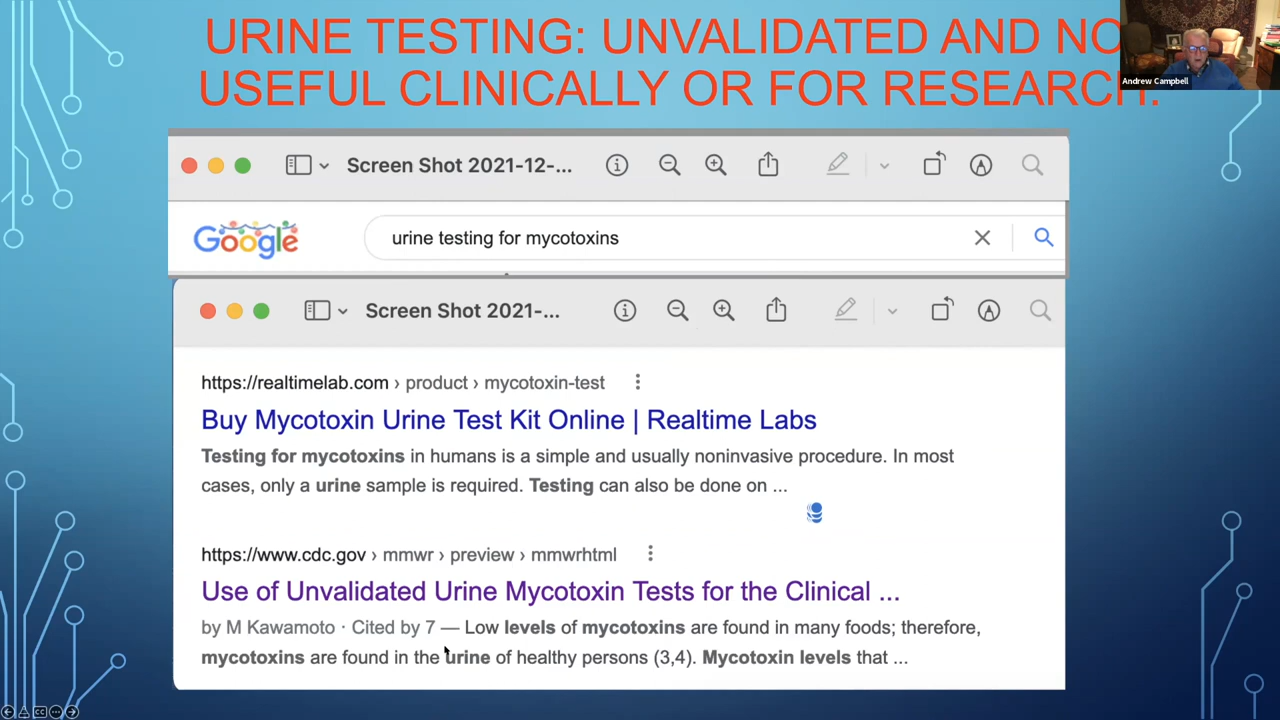 URINE TESTING: UNVALIDATED AND NO
USEFUL CLINICALLY OR FOR RESEARCH.
Andrew Campbell
Screen Shot 2021-12-...
Google
urine testing for mycotoxins
Screen Shot 2021-...
https://realtimelab.com › product › mycotoxin-test
Buy Mycotoxin Urine Test Kit Online | Realtime Labs
Testing for mycotoxins in humans is a simple and usually noninvasive procedure. In most
cases, only a urine sample is required. Testing can also be done on ...
https://www.cdc.gov › mmwr › preview › mmwrhtml
Use of Unvalidated Urine Mycotoxin Tests for the Clinical ...
by M Kawamoto · Cited by 7 — Low levels of mycotoxins are found in many foods; therefore,
mycotoxins are found in the urine of healthy persons (3,4). Mycotoxin levels that ...